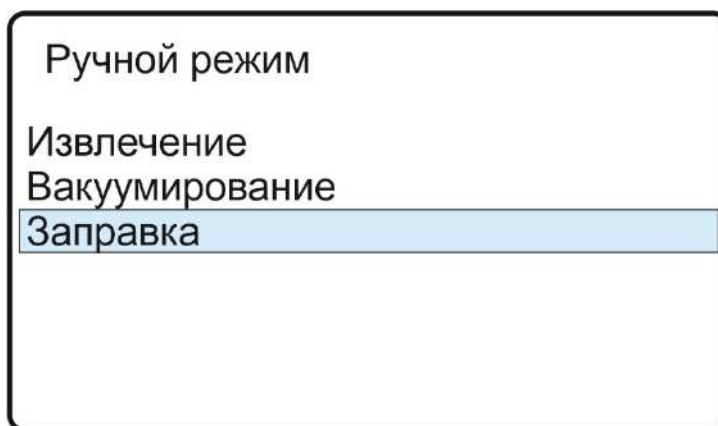 Ручной режим
Извлечение
Вакуумирование
Заправка